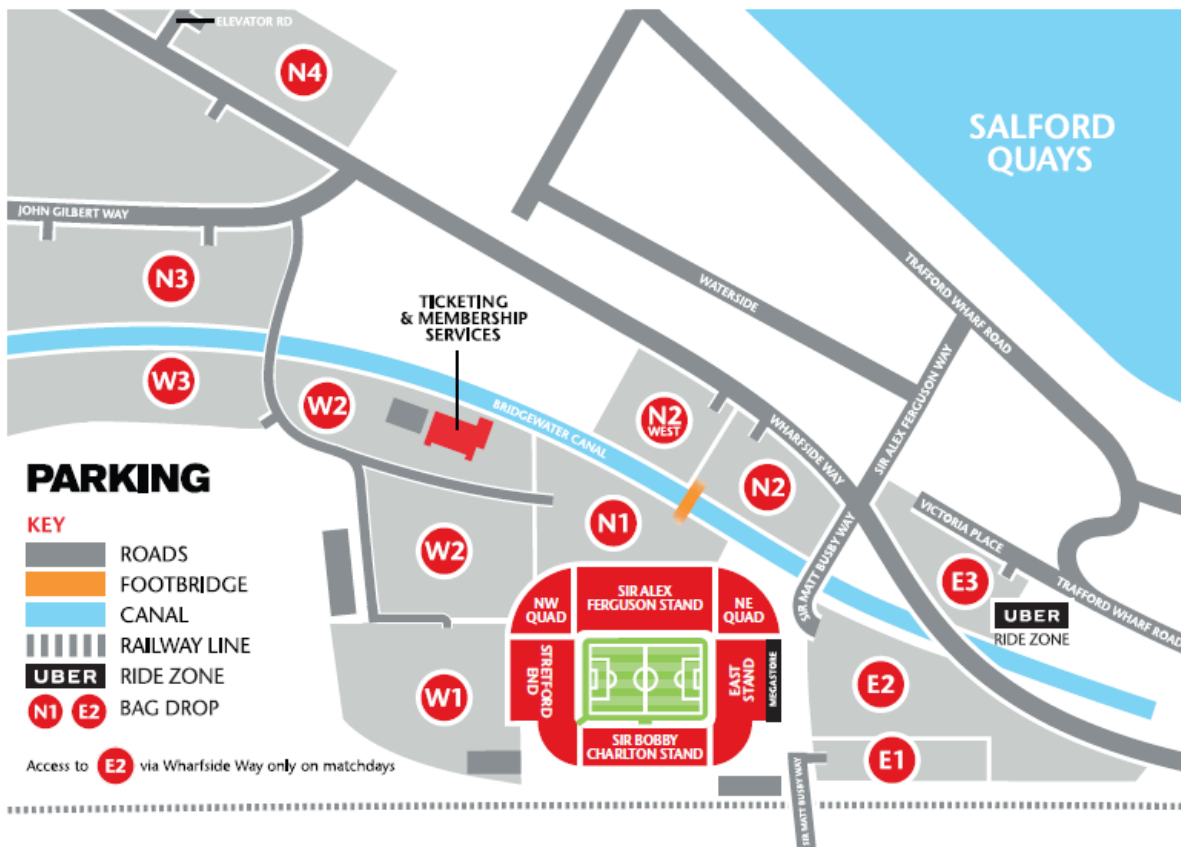 ELEVATOR RD
N4
SALFORD
QUAYS
JOHN GILBERT WAY
N3
TRAFFORD WHARF ROAD
WATERSIDE
TICKETING
& MEMBERSHIP
SERVICES
W3
W2
BRIDGEWATER CANAL
N2
WEST
WHARFSIDE WAY
SIR ALEX FERGUSON WAY
N2
PARKING
KEY
ROADS
FOOTBRIDGE
CANAL
RAILWAY LINE
UBER
RIDE ZONE
N1
E2
BAG DROP
Access to E2 via Wharfside Way only on matchdays
N1
W2
VICTORIA PLACE
SIR MATT BUSBY WAY
E3
TRAFFORD WHARF ROAD
UBER
RIDE ZONE
NW
QUAD
SIR ALEX
FERGUSON STAND
NE
QUAD
STRETFORD
END
EAST
STAND
MEGASTORE
W1
E2
SIR BOBBY
CHARLTON STAND
E1
SIR MATT BUSBY WAY